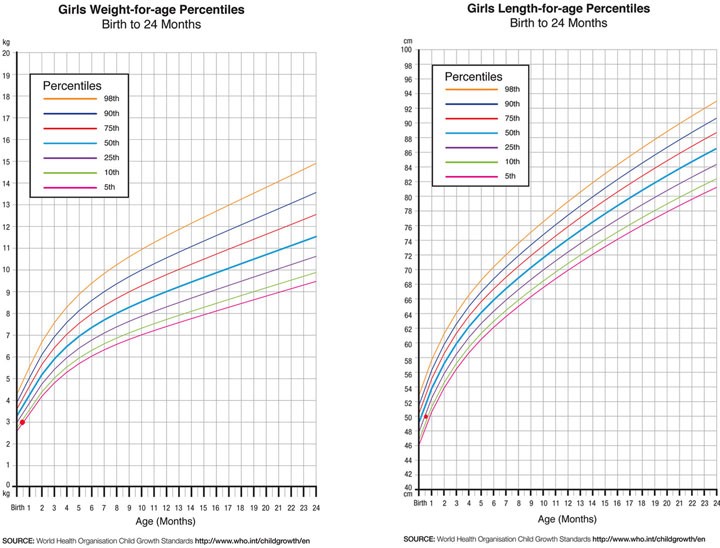 Girls Weight-for-age Percentiles
Birth to 24 Months
kg
20
19
18
17
16
15
14
13
12
11
10
9
8
7
6
5
4
3
2
1
0
kg
Percentiles
98th
90th
75th
50th
25th
10th
5th
Birth 1 2 3 4 5 6 7 8 9 10 11 12 13 14 15 16 17 18 19 20 21 22 23 24
Age (Months)
SOURCE: World Health Organisation Child Growth Standards http://www.who.int/childgrowth/en
Girls Length-for-age Percentiles
Birth to 24 Months
cm
100
98
96
94
92
90
88
86
84
82
80
78
76
74
72
70
68
66
64
62
60
58
56
54
52
50
48
46
44
42
40
cm
Percentiles
98th
90th
75th
50th
25th
10th
5th
Birth 1 2 3 4 5 6 7 8 9 10 11 12 13 14 15 16 17 18 19 20 21 22 23 24
Age (Months)
SOURCE: World Health Organisation Child Growth Standards http://www.who.int/childgrowth/en